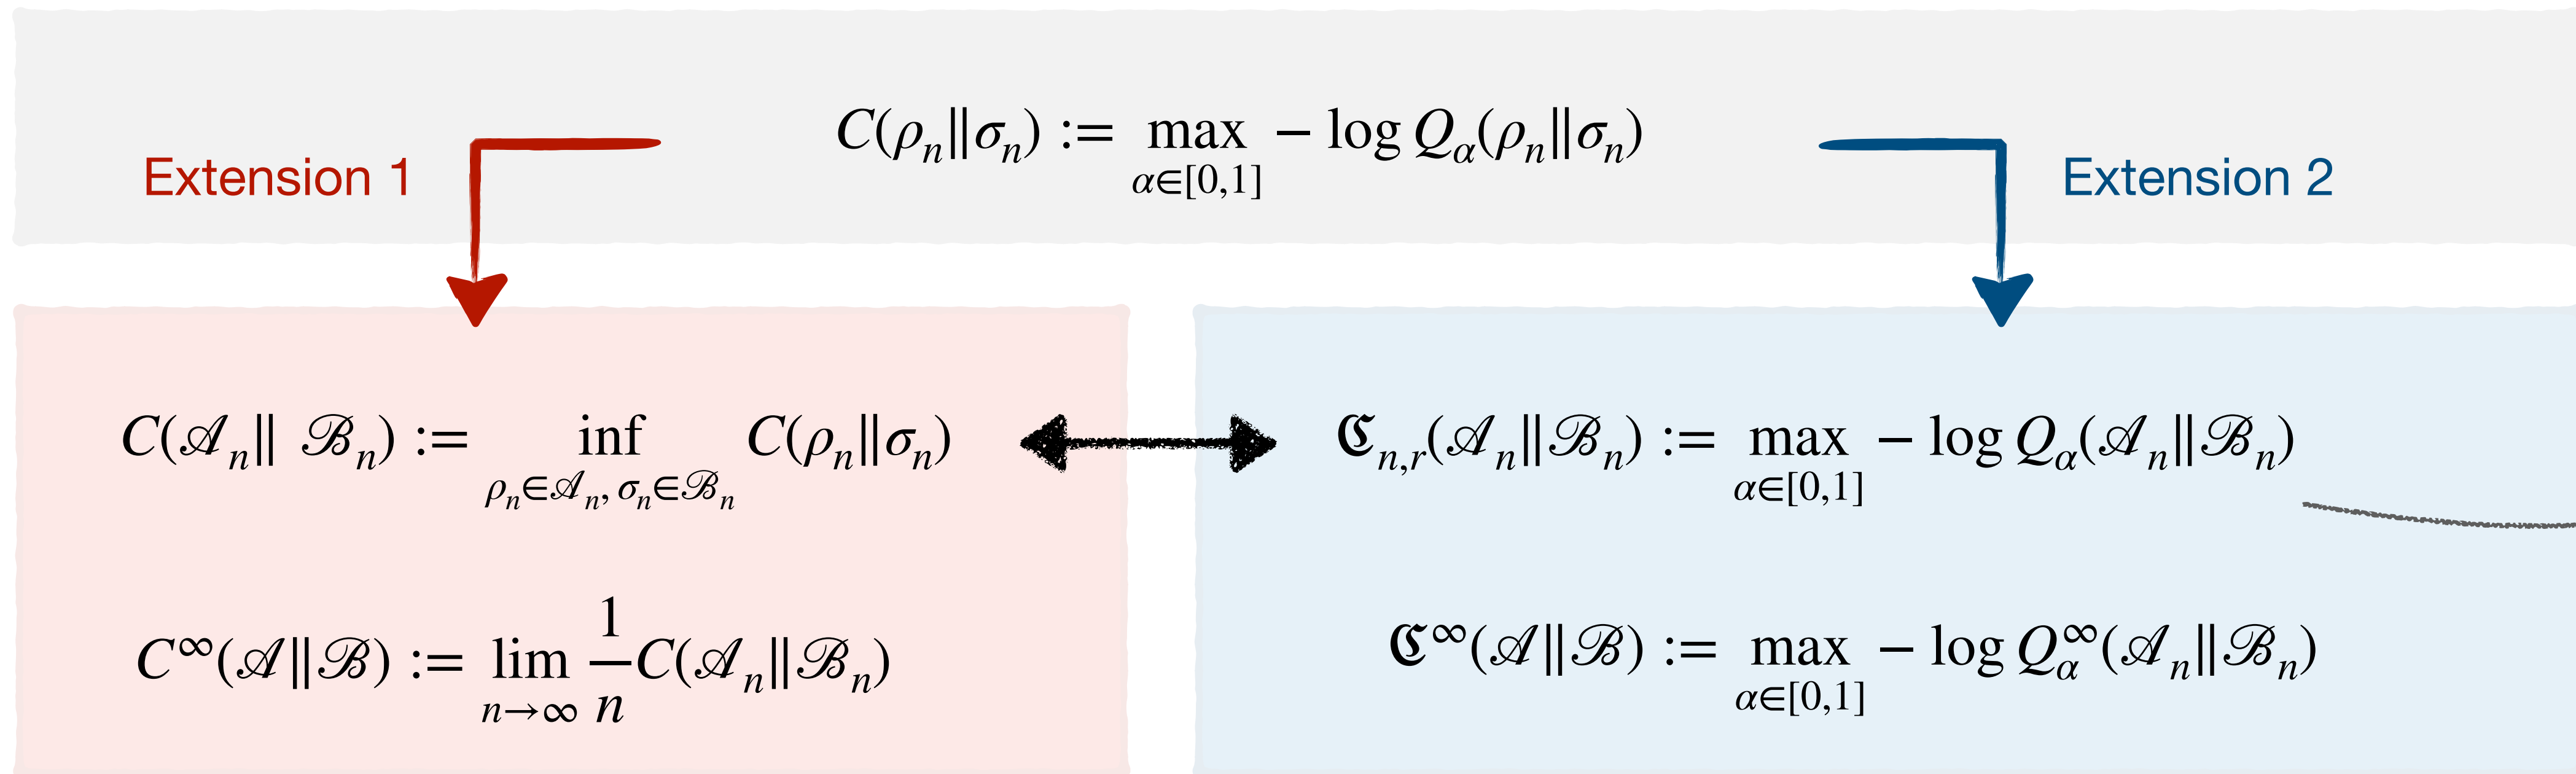 C(ρ_n‖σ_n) := max_{α∈[0,1]} − log Q_α(ρ_n‖σ_n)
Extension 1
Extension 2
C(𝒜_n‖ ℬ_n) := inf_{ρ_n∈𝒜_n, σ_n∈ℬ_n} C(ρ_n‖σ_n)
ℭ_{n,r}(𝒜_n‖ℬ_n) := max_{α∈[0,1]} − log Q_α(𝒜_n‖ℬ_n)
C^∞(𝒜‖ℬ) := lim_{n→∞} 1/n C(𝒜_n‖ℬ_n)
ℭ^∞(𝒜‖ℬ) := max_{α∈[0,1]} − log Q_α^∞(𝒜_n‖ℬ_n)